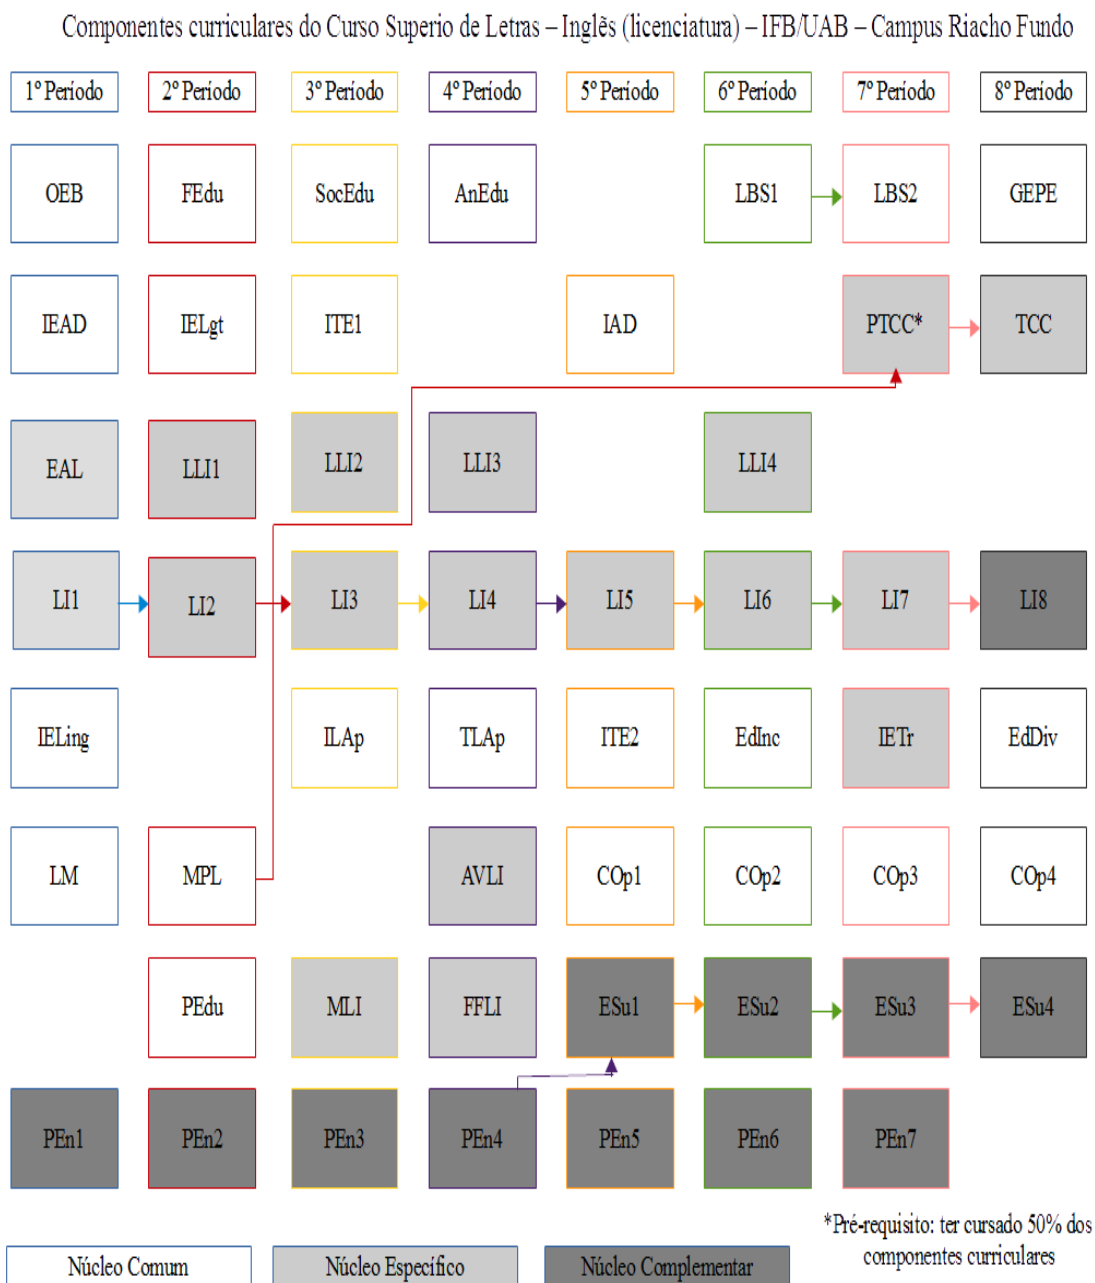 Componentes curriculares do Curso Superio de Letras – Inglês (licenciatura) – IFB/UAB – Campus Riacho Fundo
1º Período 2º Período 3º Período 4º Período 5º Período 6º Período 7º Período 8º Período
OEB FEdu SocEdu AnEdu LBS1 LBS2 GEPE
IEAD IELgt ITE1 IAD PTCC* TCC
EAL LLI1 LLI2 LLI3 LLI4
LI1 LI2 LI3 LI4 LI5 LI6 LI7 LI8
IELing ILAp TLAp ITE2 EdInc IETr EdDiv
LM MPL AVLI COp1 COp2 COp3 COp4
PEdu MLI FFLI ESu1 ESu2 ESu3 ESu4
PEn1 PEn2 PEn3 PEn4 PEn5 PEn6 PEn7
*Pré-requisito: ter cursado 50% dos
componentes curriculares
Núcleo Comum Núcleo Específico Núcleo Complementar